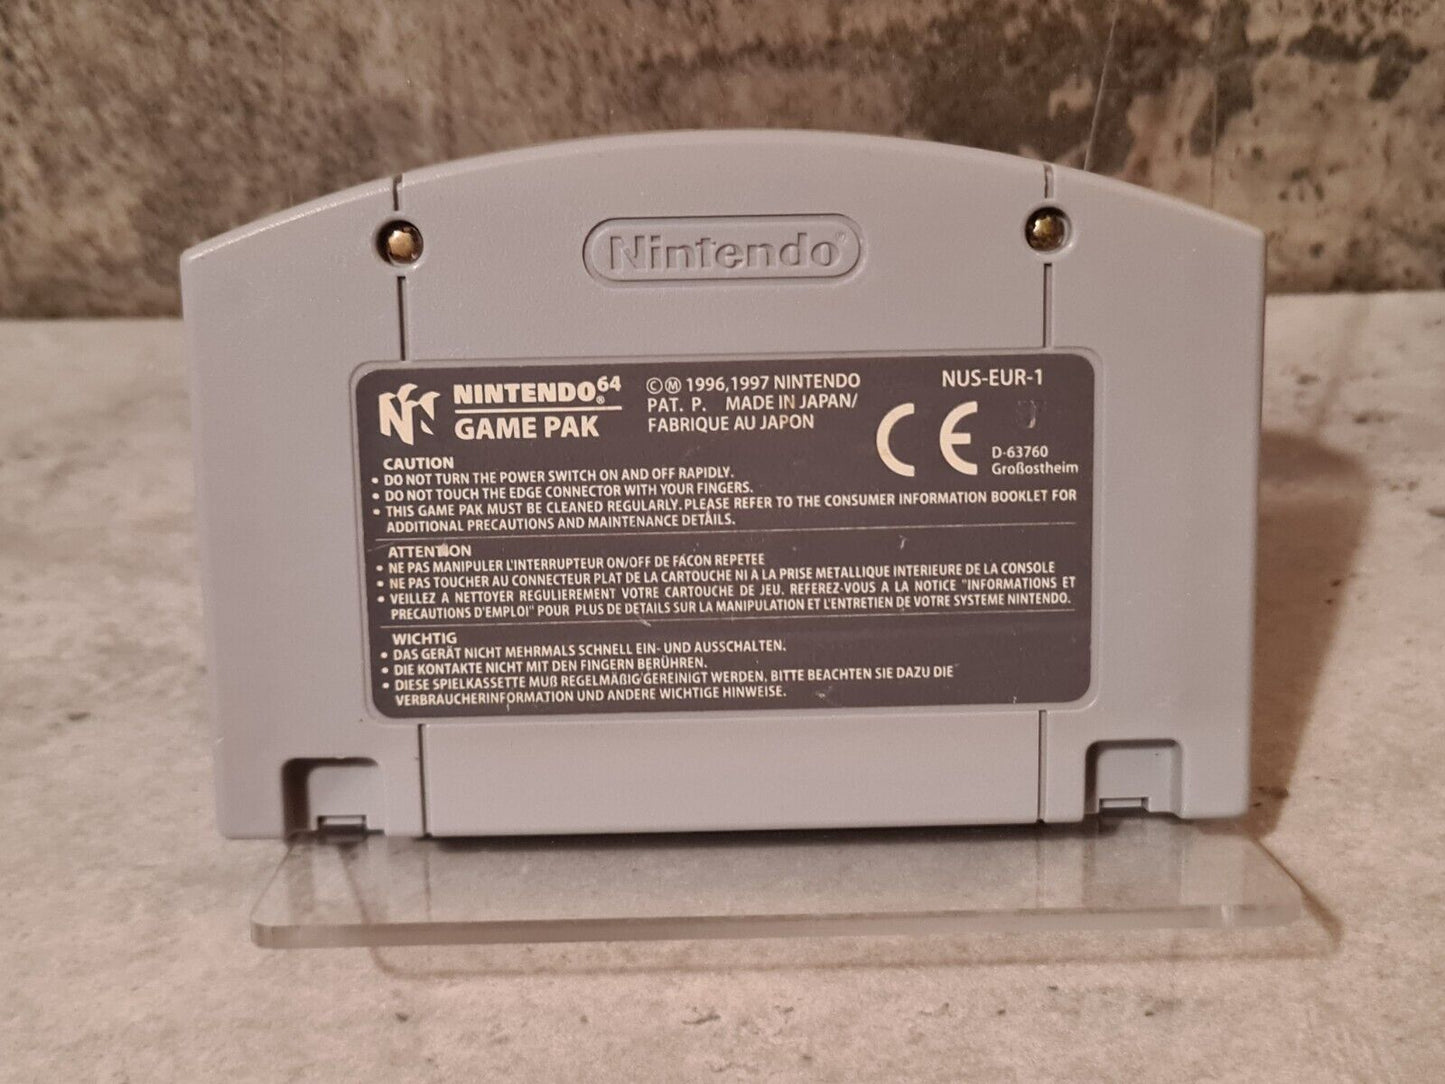 Nintendo®
NINTENDO64®
GAME PAK
©Ⓜ 1996,1997 NINTENDO
PAT. P. MADE IN JAPAN/
FABRIQUE AU JAPON
NUS-EUR-1
CE
D-63760
Großostheim
CAUTION
• DO NOT TURN THE POWER SWITCH ON AND OFF RAPIDLY.
• DO NOT TOUCH THE EDGE CONNECTOR WITH YOUR FINGERS.
• THIS GAME PAK MUST BE CLEANED REGULARLY. PLEASE REFER TO THE CONSUMER INFORMATION BOOKLET FOR
ADDITIONAL PRECAUTIONS AND MAINTENANCE DETAILS.
ATTENTION
• NE PAS MANIPULER L'INTERRUPTEUR ON/OFF DE FACON REPETEE
• NE PAS TOUCHER AU CONNECTEUR PLAT DE LA CARTOUCHE NI À LA PRISE METALLIQUE INTERIEURE DE LA CONSOLE
• VEILLEZ A NETTOYER REGULIEREMENT VOTRE CARTOUCHE DE JEU. REFEREZ-VOUS A LA NOTICE "INFORMATIONS ET
PRECAUTIONS D'EMPLOI" POUR PLUS DE DETAILS SUR LA MANIPULATION ET L'ENTRETIEN DE VOTRE SYSTEME NINTENDO.
WICHTIG
• DAS GERÄT NICHT MEHRMALS SCHNELL EIN- UND AUSSCHALTEN.
• DIE KONTAKTE NICHT MIT DEN FINGERN BERÜHREN.
• DIESE SPIELKASSETTE MUß REGELMÄßIG GEREINIGT WERDEN. BITTE BEACHTEN SIE DAZU DIE
VERBRAUCHERINFORMATION UND ANDERE WICHTIGE HINWEISE.